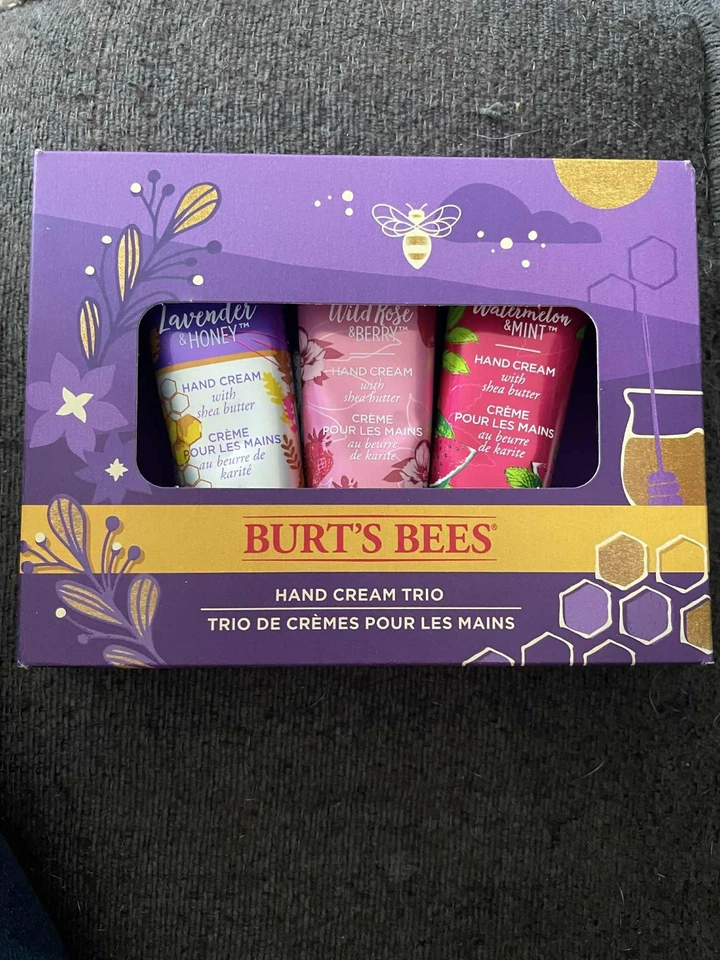 Lavender
& HONEY™
HAND CREAM
with
shea butter
CRÈME
POUR LES MAINS
au beurre de
karité
Wild Rose
&BERRY™
HAND CREAM
with
shea butter
CRÈME
POUR LES MAINS
au beurre
de karité
Watermelon
&MINT™
HAND CREAM
with
shea butter
CRÈME
POUR LES MAINS
au beurre
de karité
BURT'S BEES®
HAND CREAM TRIO
TRIO DE CRÈMES POUR LES MAINS